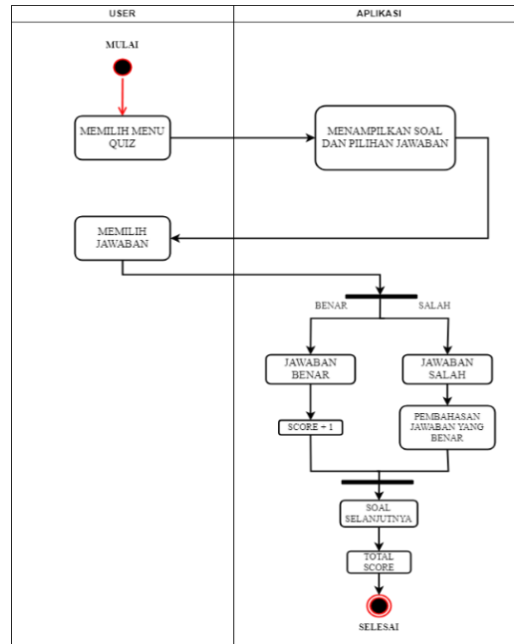 USER
APLIKASI
MULAI
MEMILIH MENU
QUIZ
MENAMPILKAN SOAL
DAN PILIHAN JAWABAN
MEMILIH
JAWABAN
BENAR
SALAH
JAWABAN
BENAR
JAWABAN
SALAH
SCORE + 1
PEMBAHASAN
JAWABAN YANG
BENAR
SOAL
SELANJUTNYA
TOTAL
SCORE
SELESAI